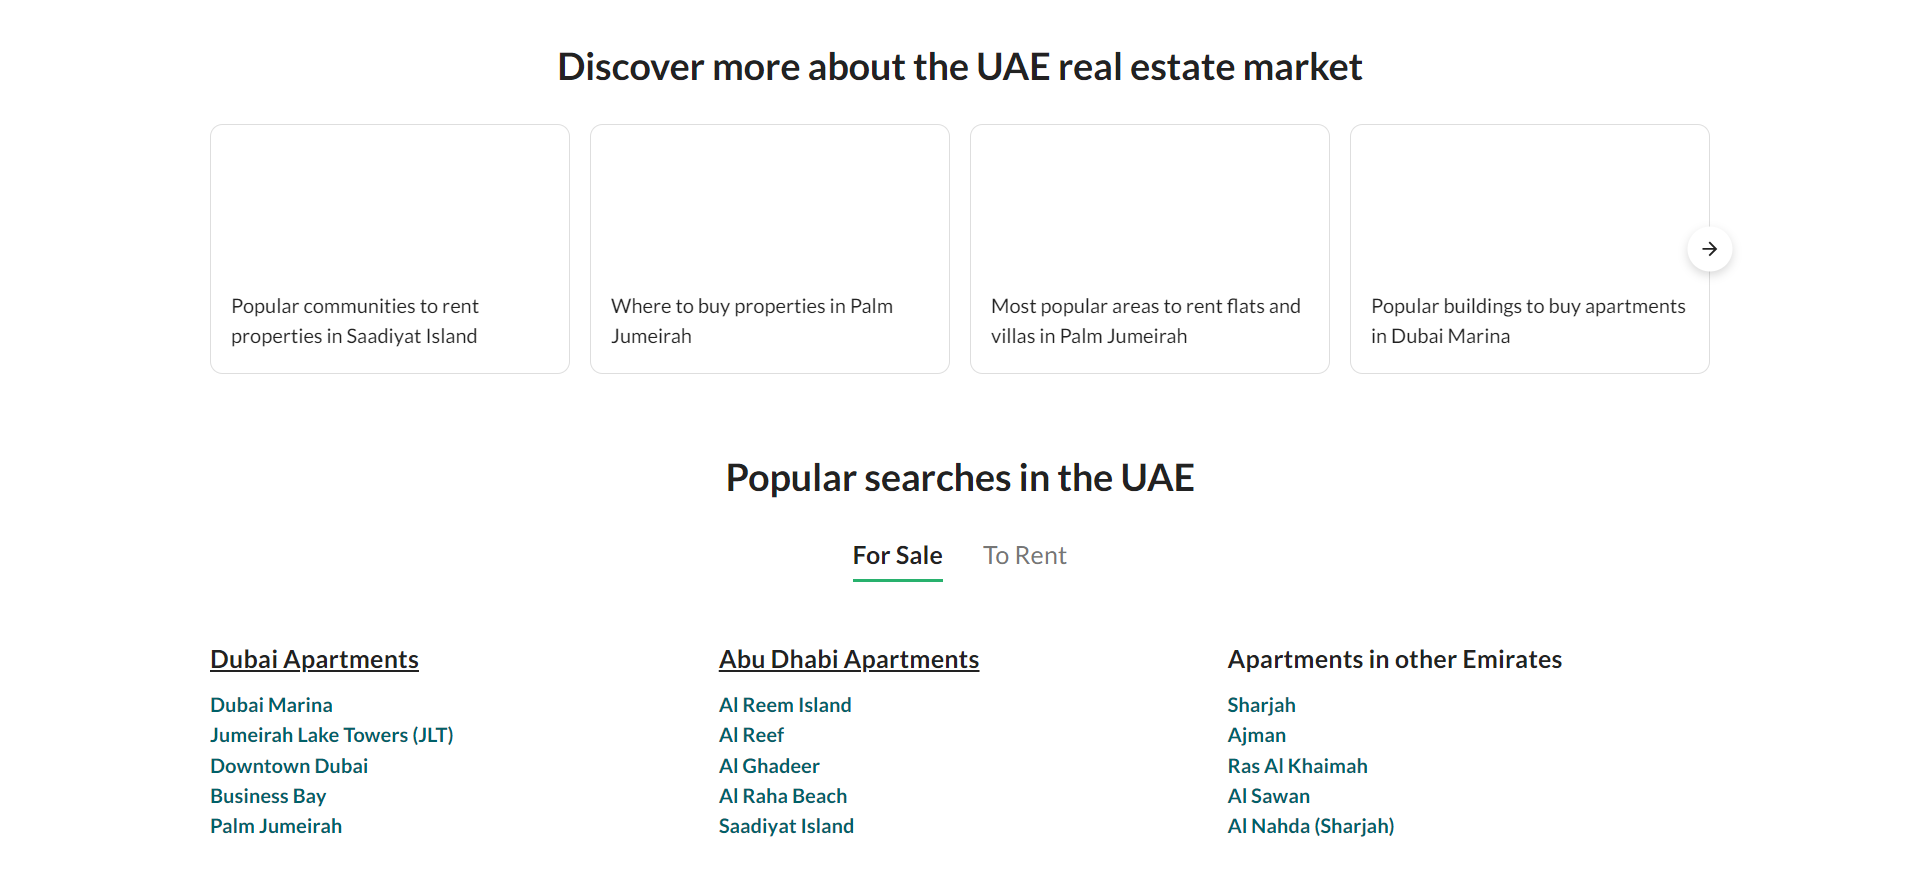 Discover more about the UAE real estate market
Popular communities to rent
properties in Saadiyat Island
Where to buy properties in Palm
Jumeirah
Most popular areas to rent flats and
villas in Palm Jumeirah
Popular buildings to buy apartments
in Dubai Marina
Popular searches in the UAE
For Sale
To Rent
Dubai Apartments
Dubai Marina
Jumeirah Lake Towers (JLT)
Downtown Dubai
Business Bay
Palm Jumeirah
Abu Dhabi Apartments
Al Reem Island
Al Reef
Al Ghadeer
Al Raha Beach
Saadiyat Island
Apartments in other Emirates
Sharjah
Ajman
Ras Al Khaimah
Al Sawan
Al Nahda (Sharjah)